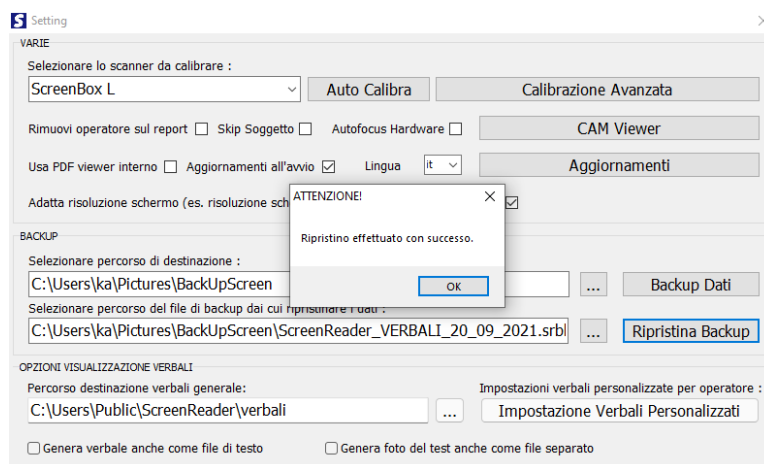 S Setting
VARIE
Selezionare lo scanner da calibrare :
ScreenBox L Auto Calibra Calibrazione Avanzata
Rimuovi operatore sul report Skip Soggetto Autofocus Hardware CAM Viewer
Usa PDF viewer interno Aggiornamenti all'avvio Lingua it Aggiornamenti
Adatta risoluzione schermo (es. risoluzione sch
ATTENZIONE!
Ripristino effettuato con successo.
OK
BACKUP
Selezionare percorso di destinazione :
C:\Users\ka\Pictures\BackUpScreen ... Backup Dati
Selezionare percorso del file di backup dai cui ripristinare i dati :
C:\Users\ka\Pictures\BackUpScreen\ScreenReader_VERBALI_20_09_2021.srbl ... Ripristina Backup
OPZIONI VISUALIZZAZIONE VERBALI
Percorso destinazione verbali generale: Impostazioni verbali personalizzate per operatore :
C:\Users\Public\ScreenReader\verbali ... Impostazione Verbali Personalizzati
Genera verbale anche come file di testo Genera foto del test anche come file separato